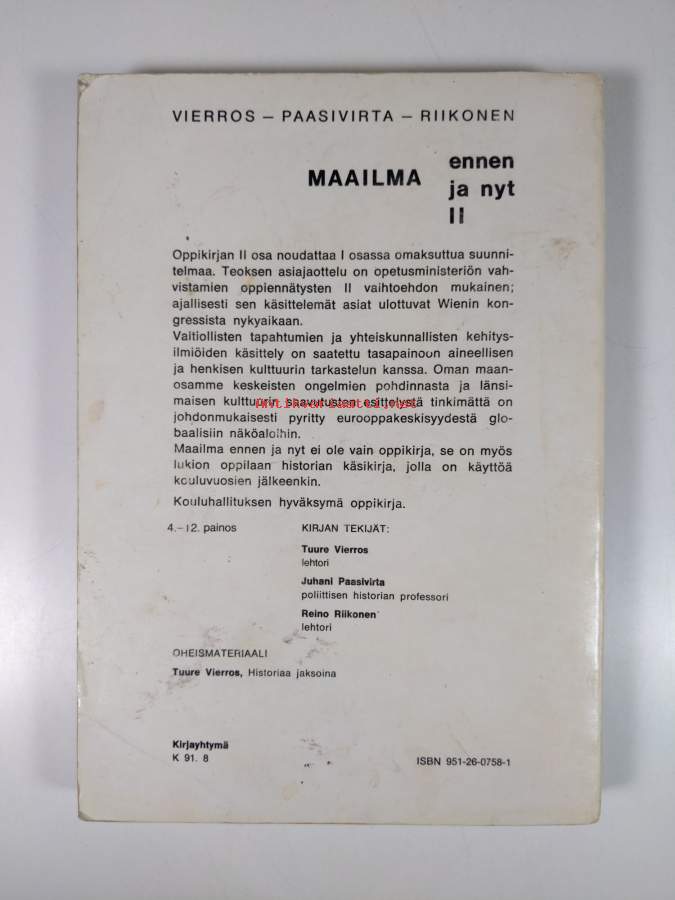 VIERROS – PAASIVIRTA – RIIKONEN
MAAILMA ennen
ja nyt
II
Oppikirjan II osa noudattaa I osassa omaksuttua suunni-
telmaa. Teoksen asiajaottelu on opetusministeriön vah-
vistamien oppiennätysten II vaihtoehdon mukainen;
ajallisesti sen käsittelemät asiat ulottuvat Wienin kon-
gressista nykyaikaan.
Valtiollisten tapahtumien ja yhteiskunnallisten kehitys-
ilmiöiden käsittely on saatettu tasapainoon aineellisen
ja henkisen kulttuurin tarkastelun kanssa. Oman maan-
osamme keskeisten ongelmien pohdinnasta ja länsi-
maisen kulttuurin saavutusten esittelystä tinkimättä on
johdonmukaisesti pyritty eurooppakeskisyydestä glo-
baalisiin näköaloihin.
Maailma ennen ja nyt ei ole vain oppikirja, se on myös
lukion oppilaan historian käsikirja, jolla on käyttöä
kouluvuosien jälkeenkin.
Kouluhallituksen hyväksymä oppikirja.
4.–12. painos
KIRJAN TEKIJÄT:
Tuure Vierros
lehtori
Juhani Paasivirta
poliittisen historian professori
Reino Riikonen
lehtori
OHEISMATERIAALI
Tuure Vierros, Historiaa jaksoina
Kirjayhtymä
K 91. 8
ISBN 951-26-0758-1